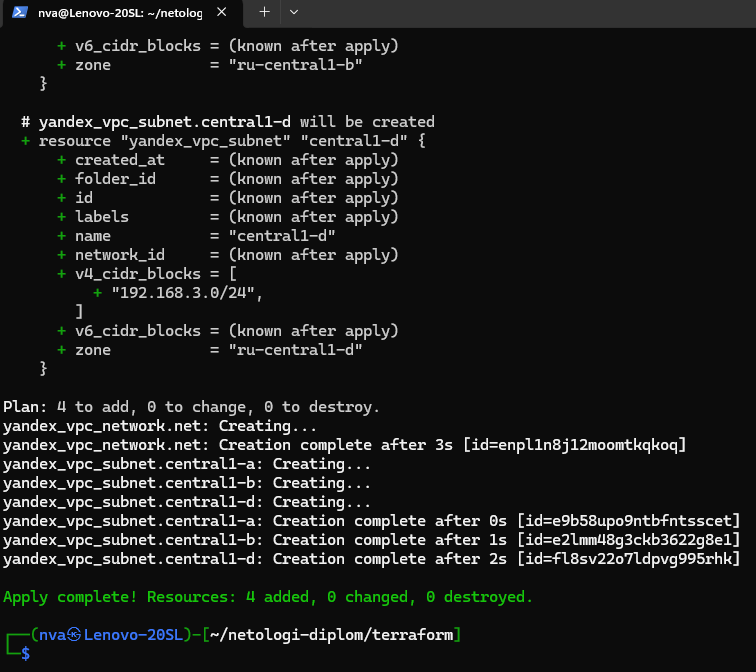 nva@Lenovo-20SL: ~/netolog
+ v6_cidr_blocks = (known after apply)
+ zone           = "ru-central1-b"
}
# yandex_vpc_subnet.central1-d will be created
+ resource "yandex_vpc_subnet" "central1-d" {
+ created_at     = (known after apply)
+ folder_id      = (known after apply)
+ id             = (known after apply)
+ labels         = (known after apply)
+ name           = "central1-d"
+ network_id     = (known after apply)
+ v4_cidr_blocks = [
+ "192.168.3.0/24",
]
+ v6_cidr_blocks = (known after apply)
+ zone           = "ru-central1-d"
}
Plan: 4 to add, 0 to change, 0 to destroy.
yandex_vpc_network.net: Creating...
yandex_vpc_network.net: Creation complete after 3s [id=enpl1n8j12moomtkqkoq]
yandex_vpc_subnet.central1-a: Creating...
yandex_vpc_subnet.central1-b: Creating...
yandex_vpc_subnet.central1-d: Creating...
yandex_vpc_subnet.central1-a: Creation complete after 0s [id=e9b58upo9ntbfntsscet]
yandex_vpc_subnet.central1-b: Creation complete after 1s [id=e2lmm48g3ckb3622g8e1]
yandex_vpc_subnet.central1-d: Creation complete after 2s [id=fl8sv22o7ldpvg995rhk]
Apply complete! Resources: 4 added, 0 changed, 0 destroyed.
┌──(nva㉿Lenovo-20SL)-[~/netologi-diplom/terraform]
└─$